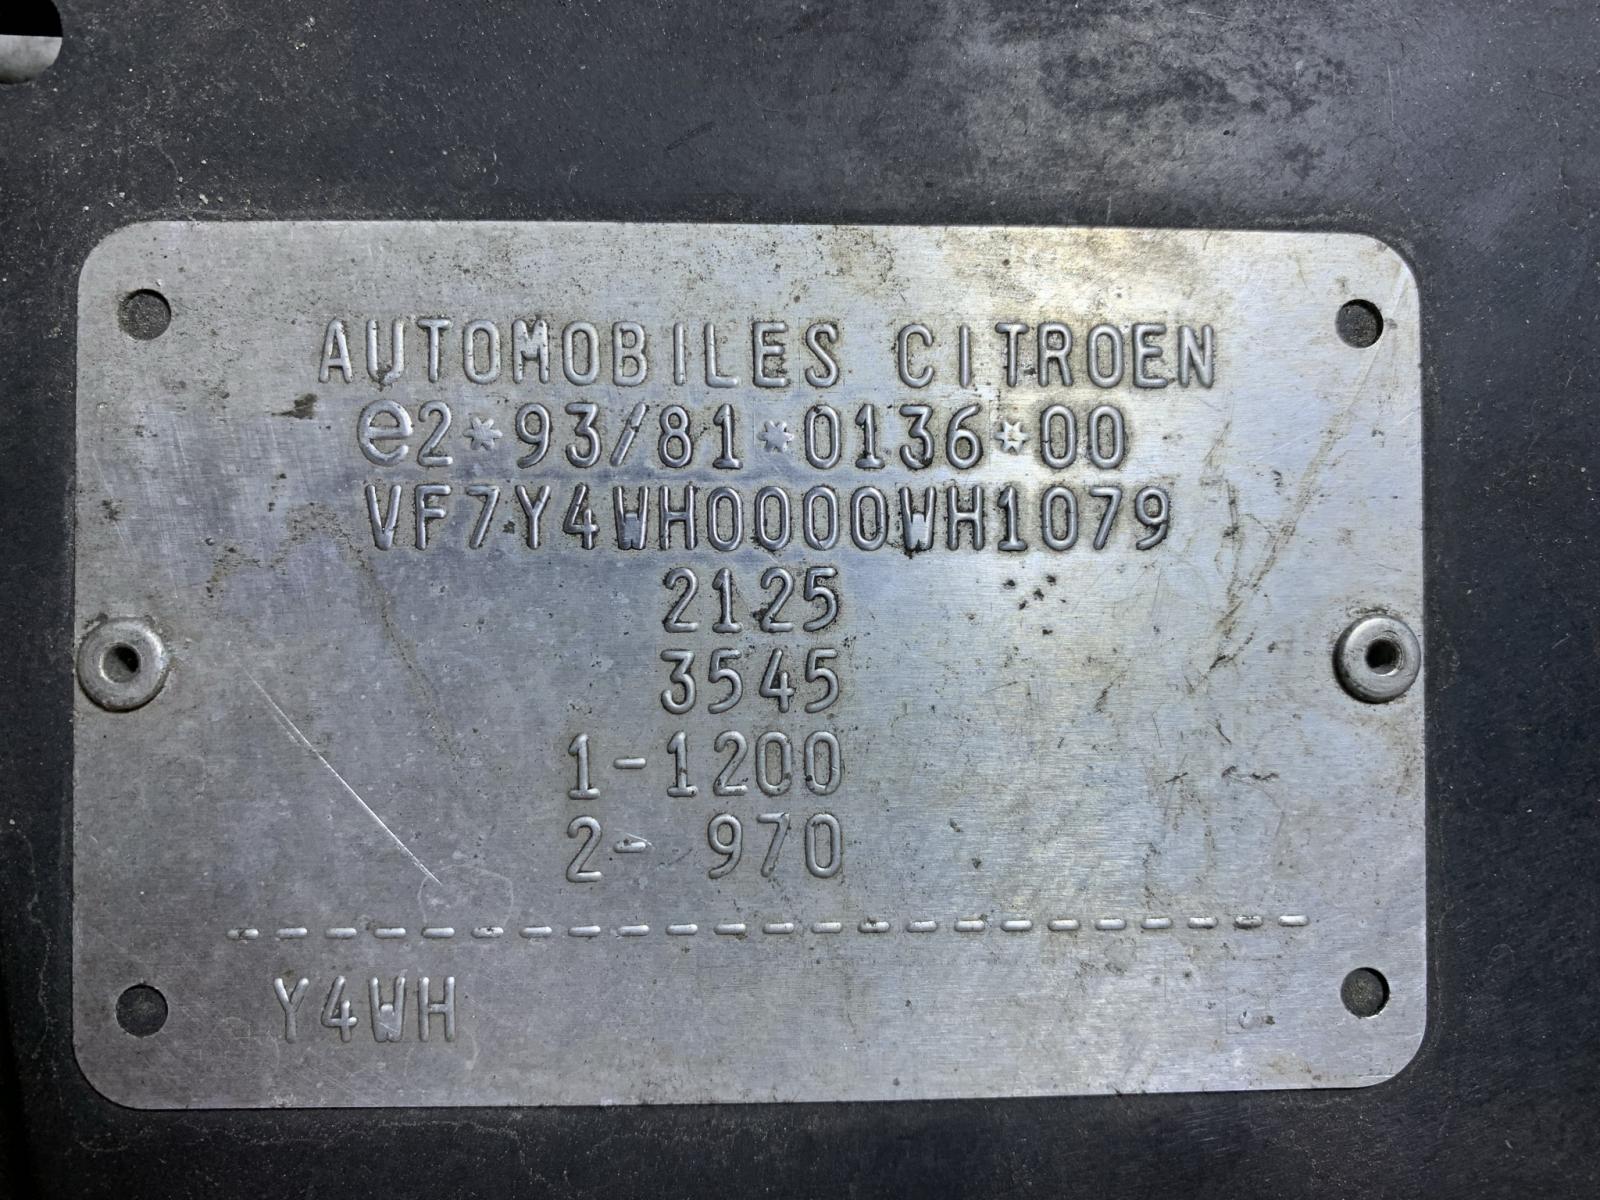 AUTOMOBILES CITROEN
e2*93/81*0136*00
VF7Y4WH0000WH1079
2125
3545
1-1200
2- 970
-----------------------
Y4WH